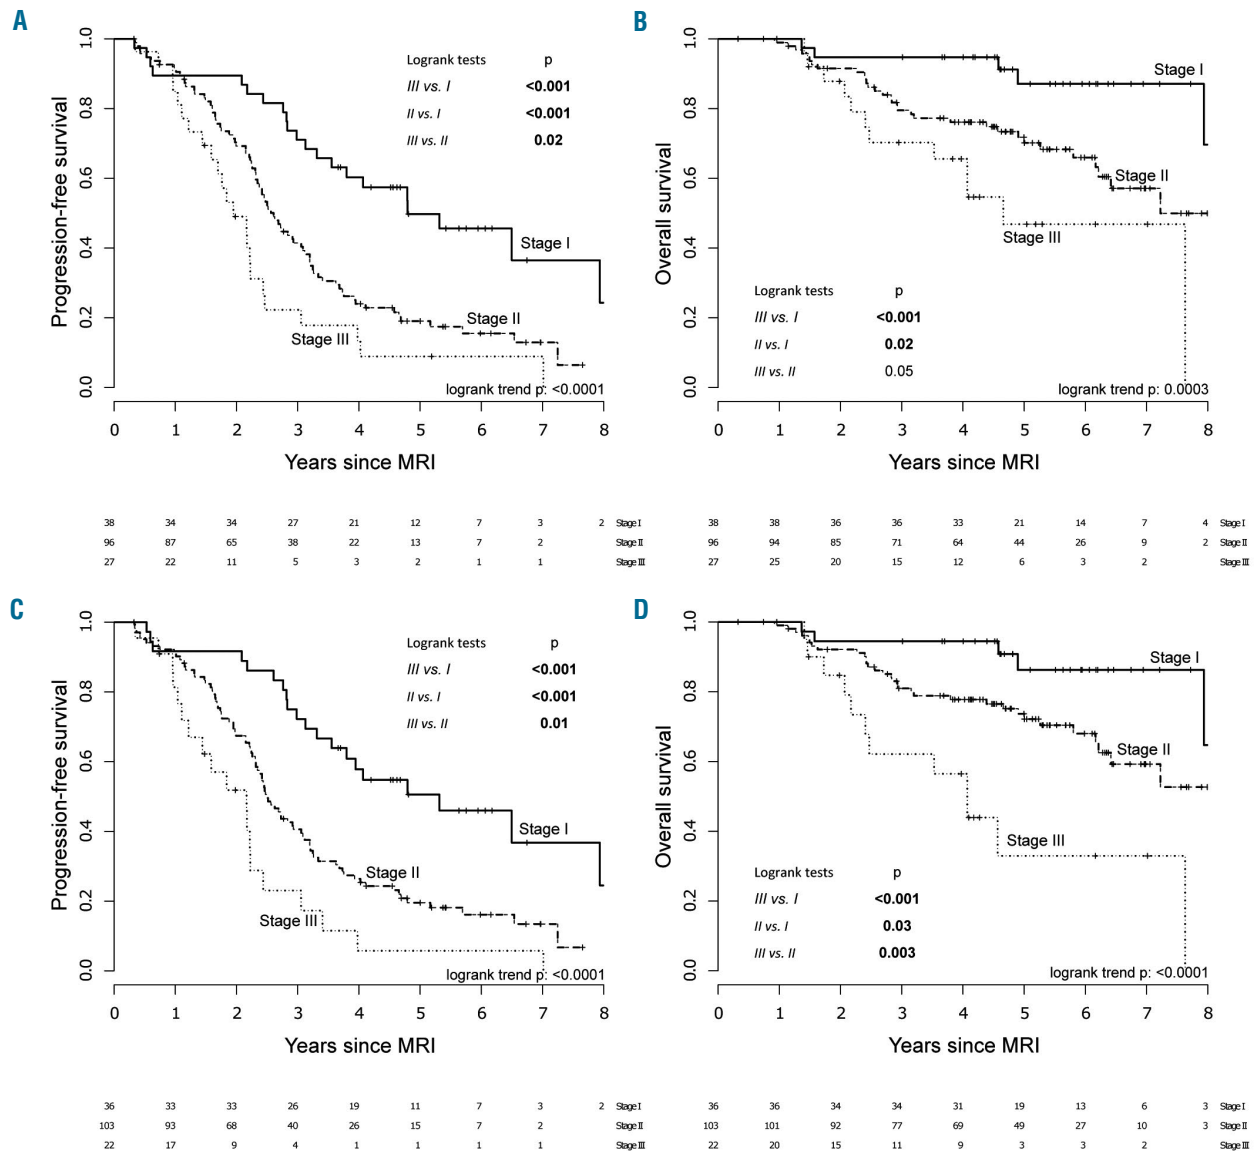 A
Progression-free survival
1.0
0.8
0.6
0.4
0.2
0.0
Logrank tests p
III vs. I <0.001
II vs. I <0.001
III vs. II 0.02
Stage I
Stage II
Stage III
logrank trend p: <0.0001
0 1 2 3 4 5 6 7 8
Years since MRI
38 34 34 27 21 12 7 3 2 Stage I
96 87 65 38 22 13 7 2 Stage II
27 22 11 5 3 2 1 1 Stage III
B
Overall survival
1.0
0.8
0.6
0.4
0.2
0.0
Stage I
Stage II
Stage III
Logrank tests p
III vs. I <0.001
II vs. I 0.02
III vs. II 0.05
logrank trend p: 0.0003
0 1 2 3 4 5 6 7 8
Years since MRI
38 38 36 36 33 21 14 7 4 Stage I
96 94 85 71 64 44 26 9 2 Stage II
27 25 20 15 12 6 3 2 Stage III
C
Progression-free survival
1.0
0.8
0.6
0.4
0.2
0.0
Logrank tests p
III vs. I <0.001
II vs. I <0.001
III vs. II 0.01
Stage I
Stage II
Stage III
logrank trend p: <0.0001
0 1 2 3 4 5 6 7 8
Years since MRI
36 33 33 26 19 11 7 3 2 Stage I
103 93 68 40 26 15 7 2 Stage II
22 17 9 4 1 1 1 1 Stage III
D
Overall survival
1.0
0.8
0.6
0.4
0.2
0.0
Stage I
Stage II
Stage III
Logrank tests p
III vs. I <0.001
II vs. I 0.03
III vs. II 0.003
logrank trend p: <0.0001
0 1 2 3 4 5 6 7 8
Years since MRI
36 36 34 34 31 19 13 6 3 Stage I
103 101 92 77 69 49 27 10 3 Stage II
22 20 15 11 9 3 3 2 Stage III